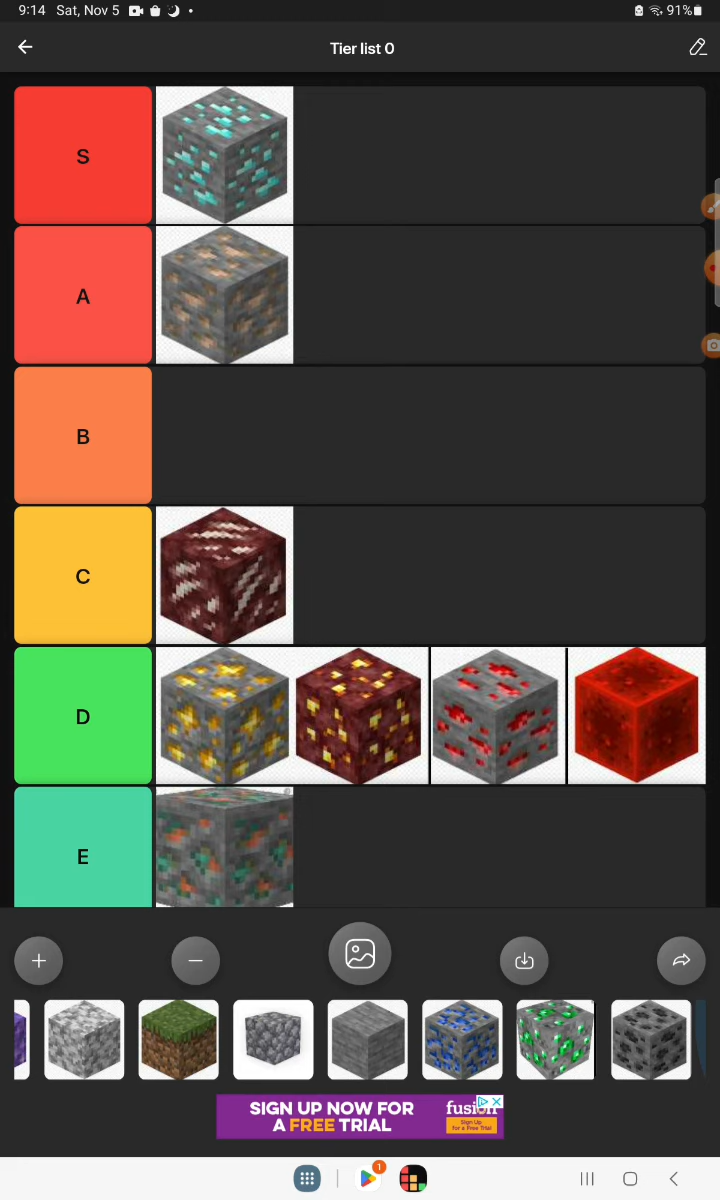 9:14 Sat, Nov 5 91%
Tier list 0
S
A
B
C
D
E
SIGN UP NOW FOR
A FREE TRIAL
fusion
Sign Up
for a Free Trial
1